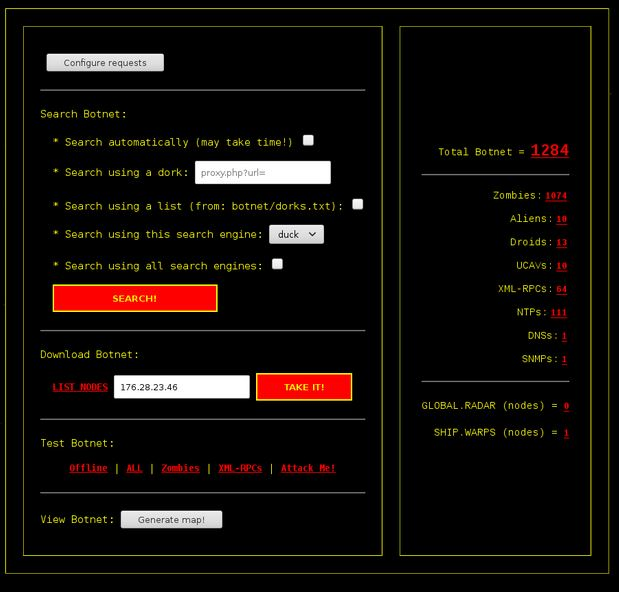 Configure requests
Search Botnet:
* Search automatically (may take time!)
* Search using a dork: proxy.php?url=
* Search using a list (from: botnet/dorks.txt):
* Search using this search engine: duck
* Search using all search engines:
SEARCH!
Download Botnet:
LIST NODES 176.28.23.46 TAKE IT!
Test Botnet:
Offline | ALL | Zombies | XML-RPCs | Attack Me!
View Botnet: Generate map!
Total Botnet = 1284
Zombies: 1074
Aliens: 10
Droids: 13
UCAVs: 10
XML-RPCs: 64
NTPs: 111
DNSs: 1
SNMPs: 1
GLOBAL.RADAR (nodes) = 0
SHIP.WARPS (nodes) = 1